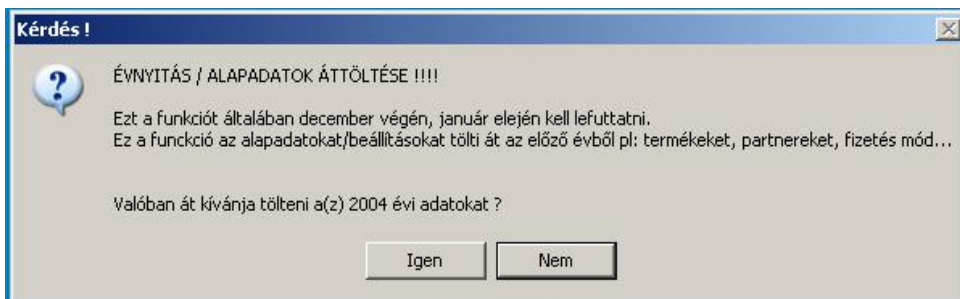 Kérdés !
ÉVNYITÁS / ALAPADATOK ÁTTÖLTÉSE !!!!
Ezt a funkciót általában december végén, január elején kell lefuttatni.
Ez a funckció az alapadatokat/beállításokat tölti át az előző évből pl: termékeket, partnereket, fizetés mód...
Valóban át kívánja tölteni a(z) 2004 évi adatokat ?
Igen
Nem